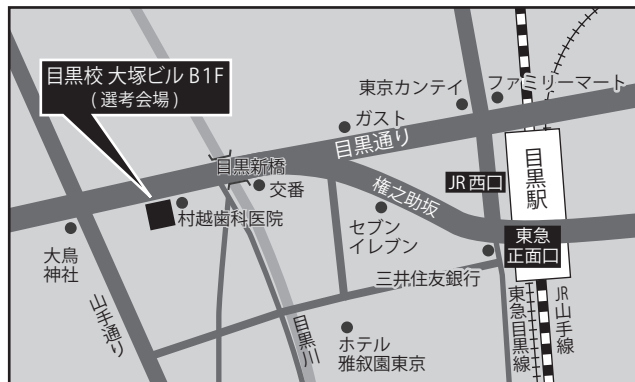 目黒校 大塚ビル B1F
( 選考会場 )
東京カンテイ
ファミリーマート
ガスト
目黒通り
目黒新橋
交番
権之助坂
JR 西口
目黒駅
村越歯科医院
セブン
イレブン
東急
正面口
大鳥
神社
三井住友銀行
山手通り
目黒川
ホテル
雅叙園東京
東急目黒線
JR山手線